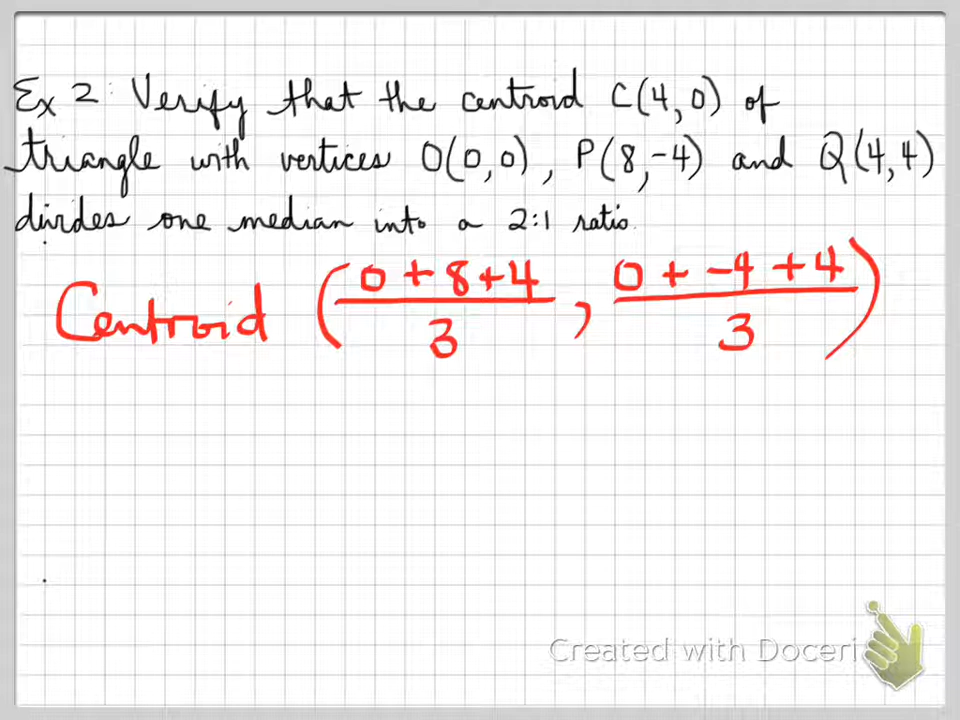 Ex 2: Verify that the centroid C(4,0) of
triangle with vertices O(0,0), P(8,-4) and Q(4,4)
divides one median into a 2:1 ratio.
Centroid (0+8+4/3, 0+-4+4/3)
Created with Doceri